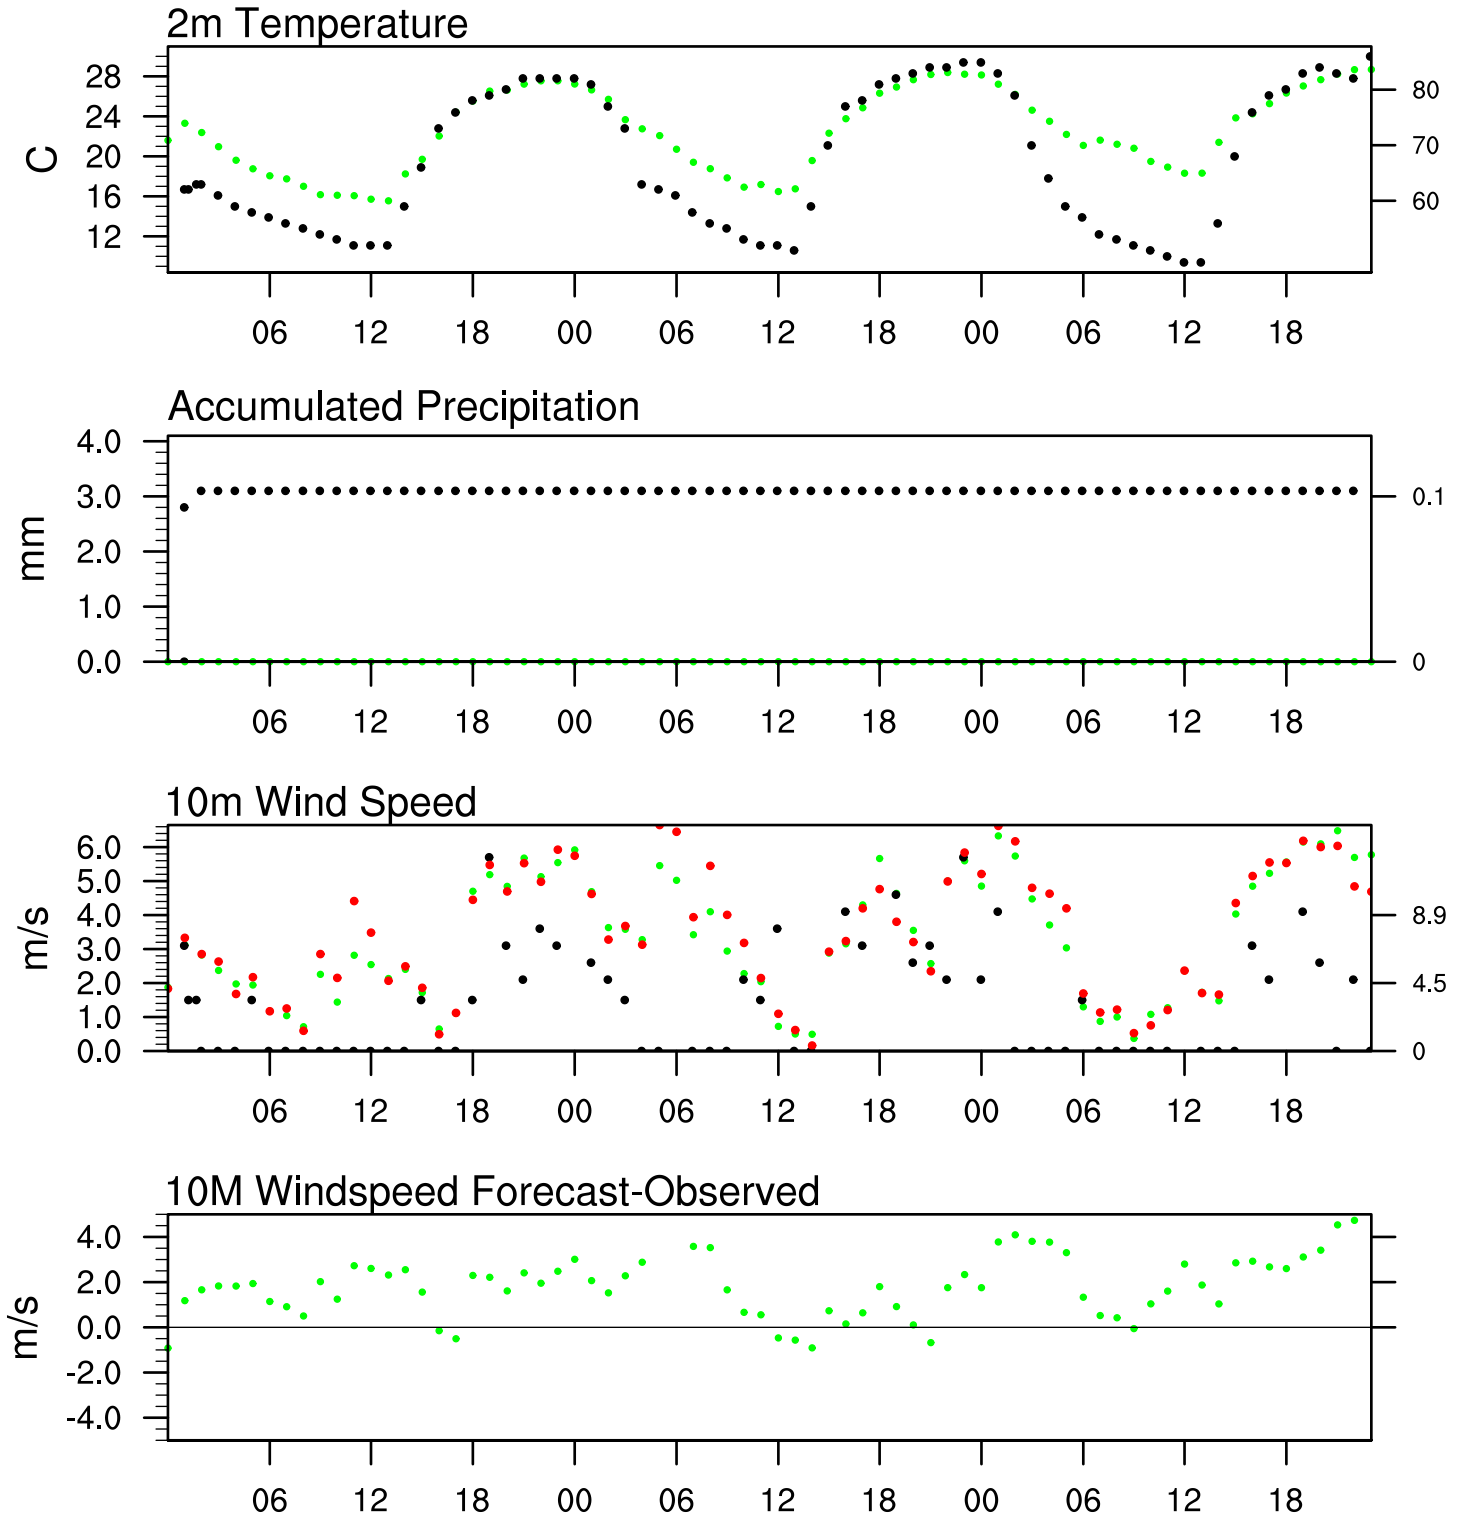 2m Temperature
28
24
20
16
12
C
80
70
60
06 12 18 00 06 12 18 00 06 12 18
Accumulated Precipitation
4.0
3.0
2.0
1.0
0.0
mm
0.1
0
06 12 18 00 06 12 18 00 06 12 18
10m Wind Speed
6.0
5.0
4.0
3.0
2.0
1.0
0.0
m/s
8.9
4.5
0
06 12 18 00 06 12 18 00 06 12 18
10M Windspeed Forecast-Observed
4.0
2.0
0.0
-2.0
-4.0
m/s
06 12 18 00 06 12 18 00 06 12 18